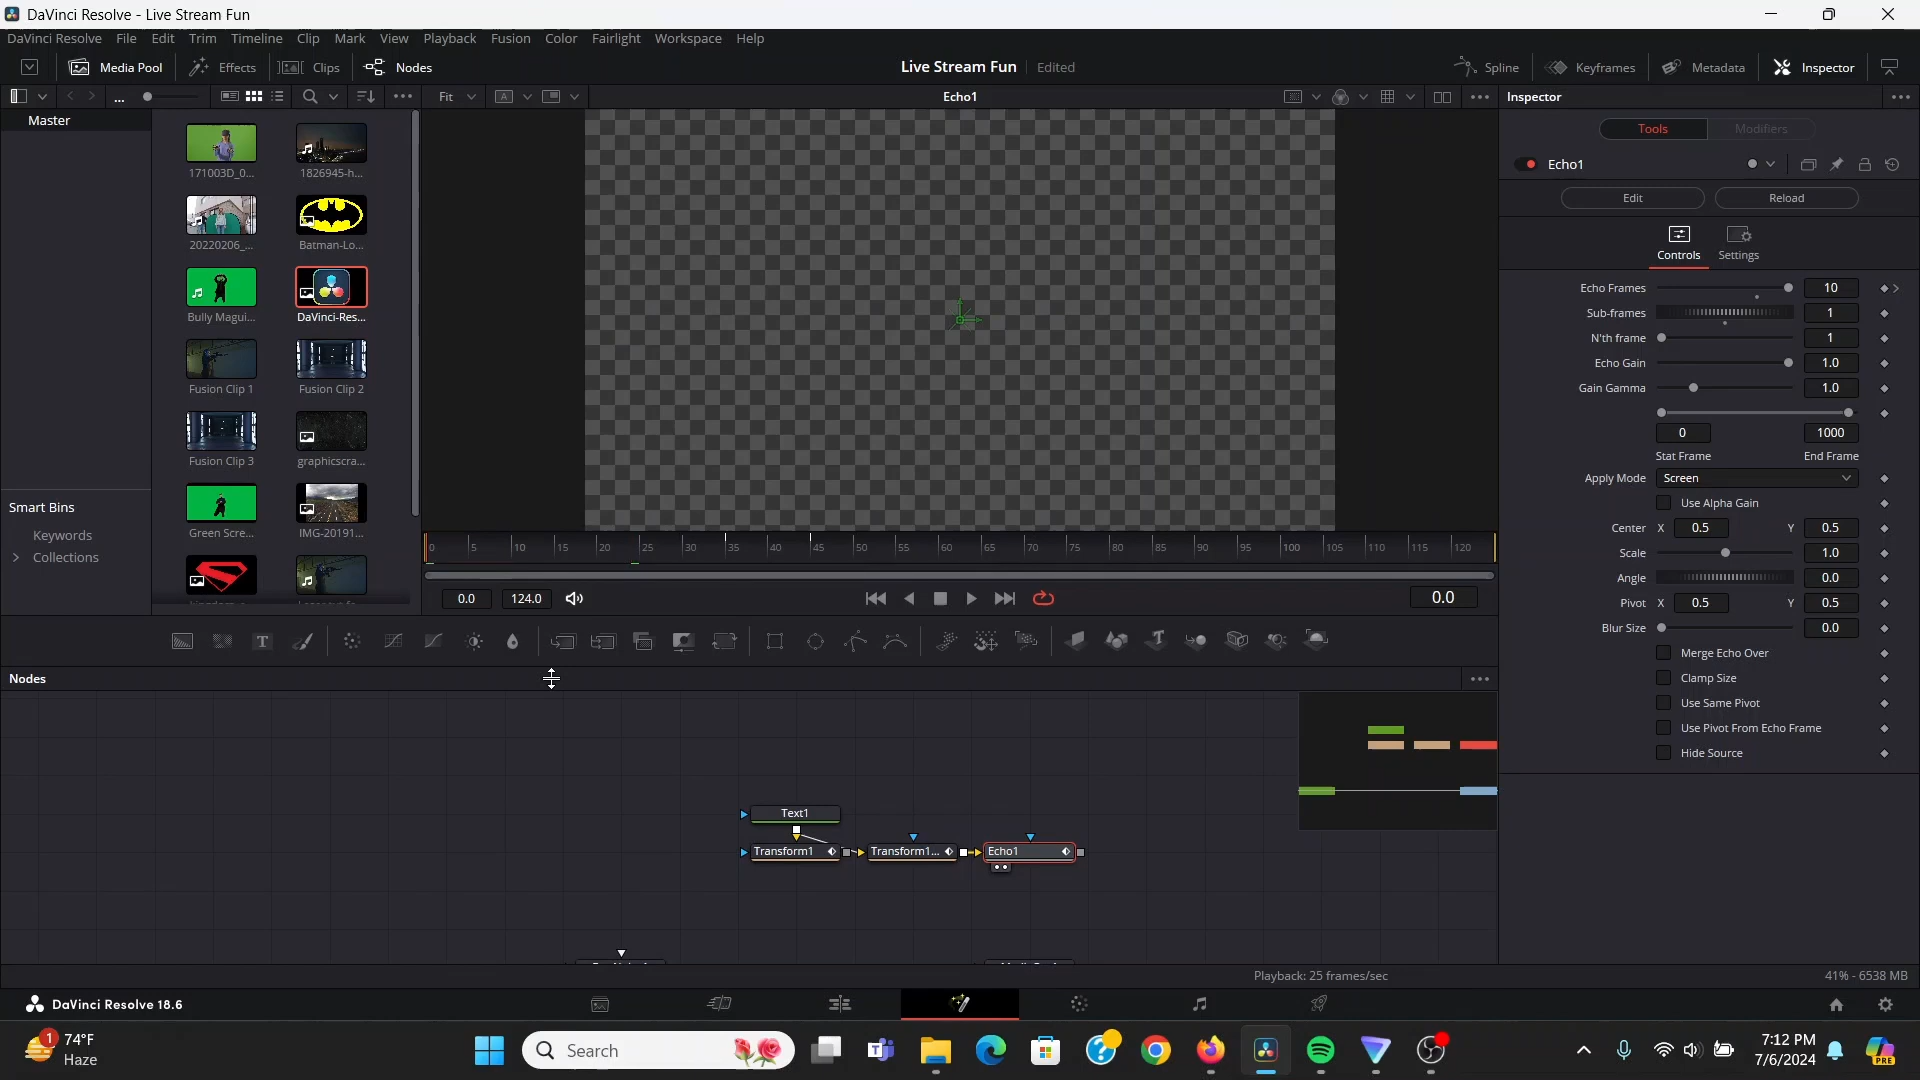 DaVinci Resolve - Live Stream Fun
DaVinci Resolve File Edit Trim Timeline Clip Mark View Playback Fusion Color Fairlight Workspace Help
Media Pool Effects Clips Nodes Live Stream Fun Edited Spline Keyframes Metadata Inspector
... Fit Echo1 Inspector
Master
171003D_0... 1826945-h...
20220206_... Batman-Lo...
Bully Magui... DaVinci-Res...
Fusion Clip 1 Fusion Clip 2
Fusion Clip 3 graphicscra...
Green Scre... IMG-20191...
Smart Bins
Keywords
Collections
0 5 10 15 20 25 30 35 40 45 50 55 60 65 70 75 80 85 90 95 100 105 110 115 120
0.0 124.0 0.0
Tools Modifiers
Echo1
Edit Reload
Controls Settings
Echo Frames 10
Sub-frames 1
N'th frame 1
Echo Gain 1.0
Gain Gamma 1.0
0 1000
Stat Frame End Frame
Apply Mode Screen
Use Alpha Gain
Center X 0.5 Y 0.5
Scale 1.0
Angle 0.0
Pivot X 0.5 Y 0.5
Blur Size 0.0
Merge Echo Over
Clamp Size
Use Same Pivot
Use Pivot From Echo Frame
Hide Source
Nodes
Text1
Transform1 Transform1... Echo1
Playback: 25 frames/sec 41% - 6538 MB
DaVinci Resolve 18.6
1 74°F
Haze
Search
PRE
7:12 PM
7/6/2024